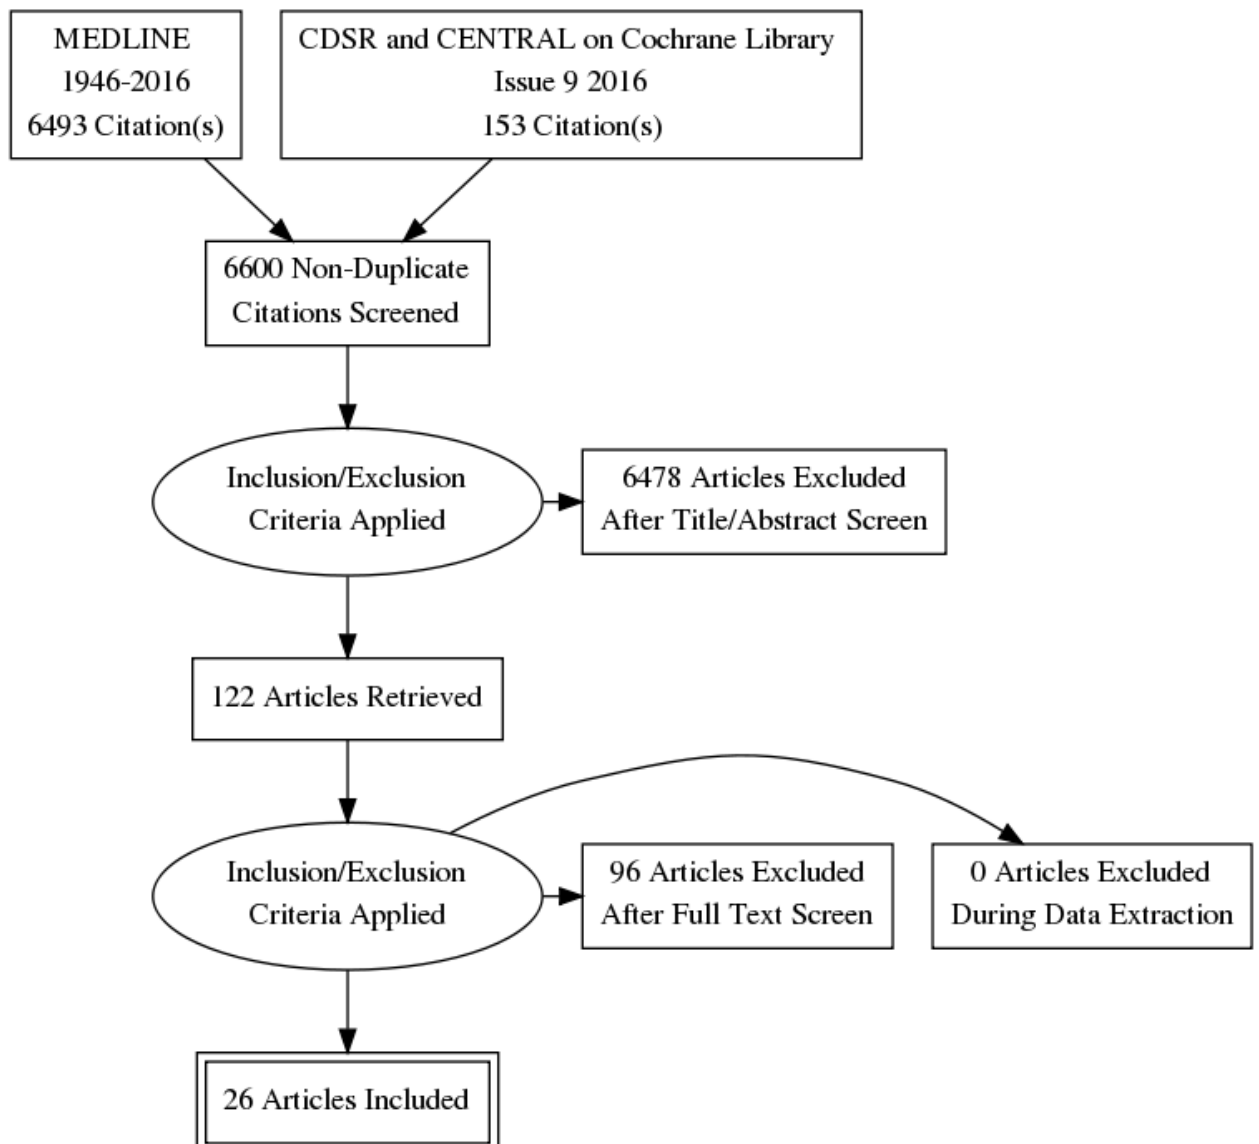 MEDLINE
1946-2016
6493 Citation(s)
CDSR and CENTRAL on Cochrane Library
Issue 9 2016
153 Citation(s)
6600 Non-Duplicate
Citations Screened
Inclusion/Exclusion
Criteria Applied
6478 Articles Excluded
After Title/Abstract Screen
122 Articles Retrieved
Inclusion/Exclusion
Criteria Applied
96 Articles Excluded
After Full Text Screen
0 Articles Excluded
During Data Extraction
26 Articles Included